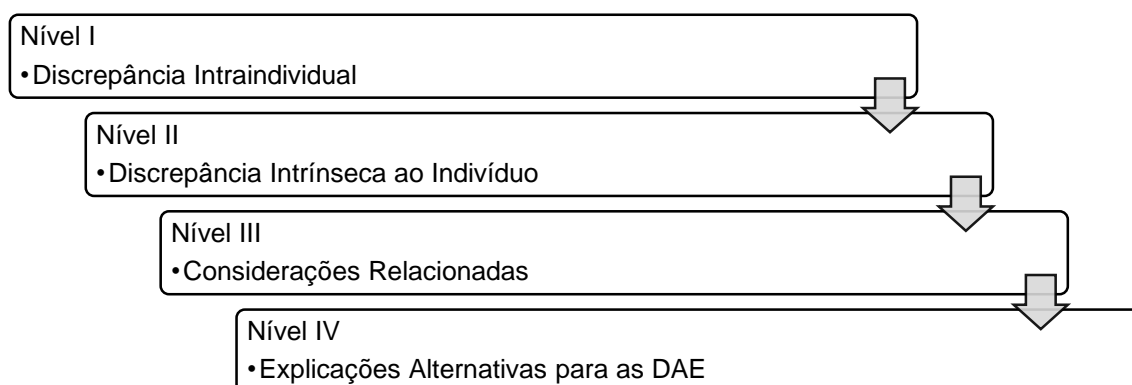 Nível I
•Discrepância Intraindividual
Nível II
•Discrepância Intrínseca ao Indivíduo
Nível III
•Considerações Relacionadas
Nível IV
•Explicações Alternativas para as DAE